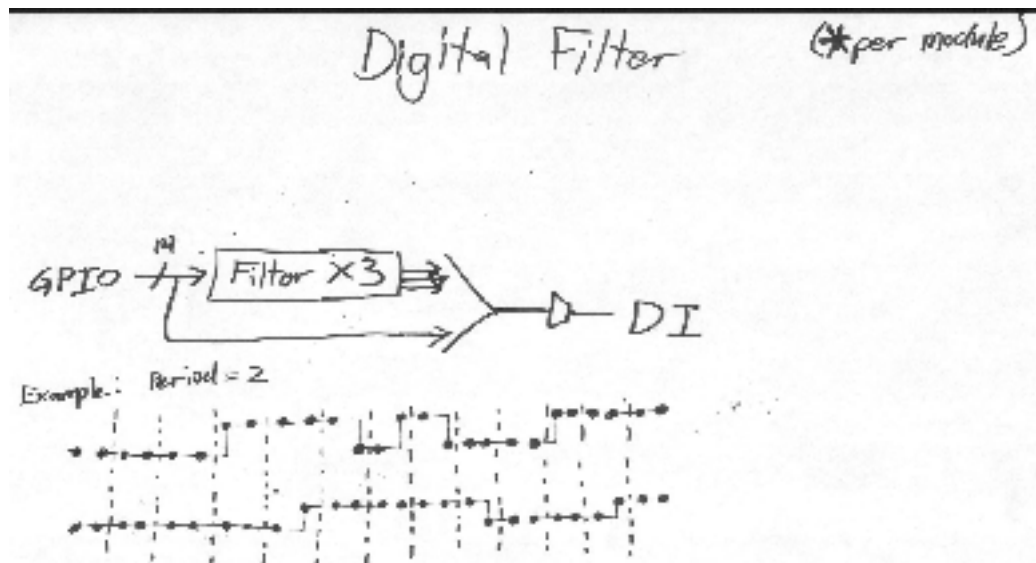 Digital Filter
(*per module)
GPIO
Filter X3
DI
Example: Period = 2